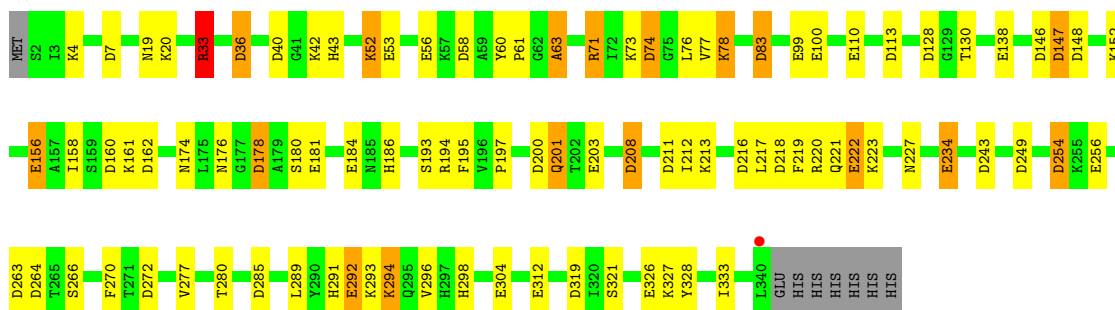 MET S2 I3 K4 D7 N19 K20 R33 D36 D40 G41 K42 H43 K52 E53 E56 K57 D58 A59 Y60 P61 G62 A63 R71 I72 K73 D74 G75 L76 V77 K78 D83 E99 E100 E110 D113 D128 G129 T130 E138 D146 D147 D148 K152
E156 A157 I158 S159 D160 K161 D162 N174 L175 N176 G177 D178 A179 S180 E181 E184 N185 H186 S193 R194 F195 V196 P197 D200 Q201 T202 E203 D208 D211 I212 K213 D216 L217 D218 F219 R220 Q221 E222 K223 N227 E234 D243 D249 D254 K255 E256
D263 D264 T265 S266 F270 T271 D272 V277 T280 D285 L289 Y290 H291 E292 K293 K294 Q295 V296 H297 H298 E304 E312 D319 I320 S321 E326 K327 Y328 I333 L340 GLU HIS HIS HIS HIS HIS HIS